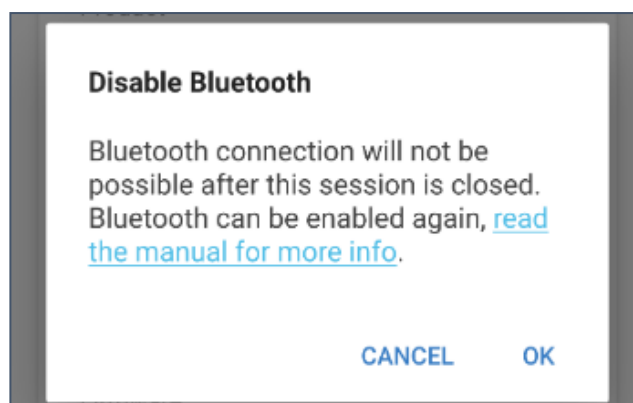 Disable Bluetooth
Bluetooth connection will not be
possible after this session is closed.
Bluetooth can be enabled again, read
the manual for more info.
CANCEL OK